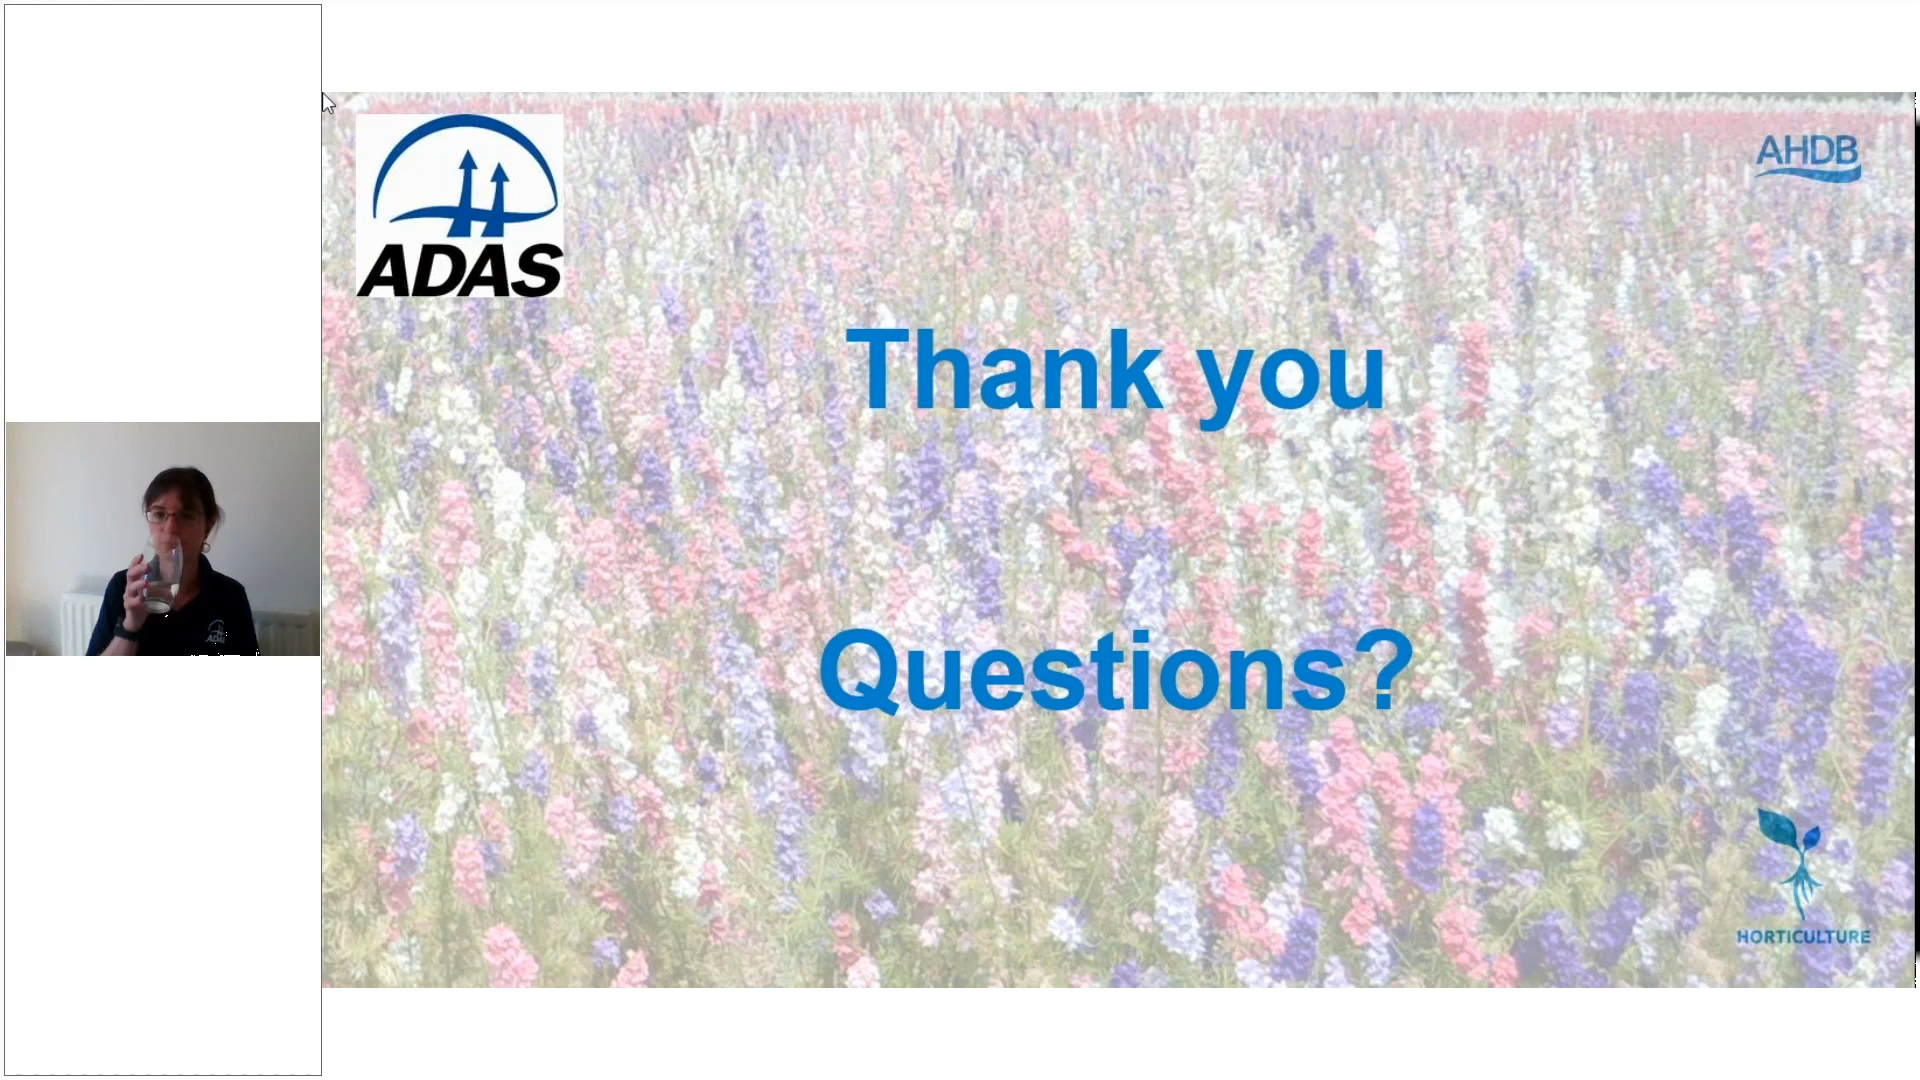 ADAS
AHDB
Thank you
Questions?
HORTICULTURE